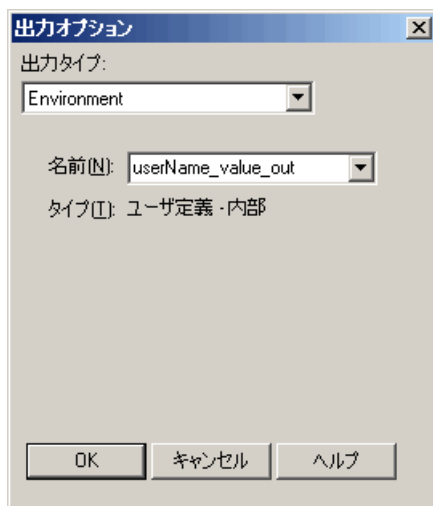 出力オプション
出力タイプ:
Environment
名前(N): userName_value_out
タイプ(T): ユーザ定義 - 内部
OK キャンセル ヘルプ